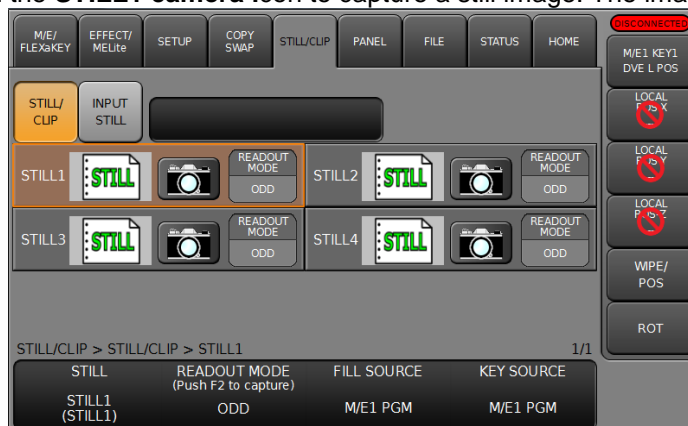 the STILL1 camera icon to capture a still image. The ima
M/E/
FLEXaKEY
EFFECT/
MELite
SETUP
COPY
SWAP
STILL/CLIP
PANEL
FILE
STATUS
HOME
DISCONNECTED
M/E1 KEY1
DVE L POS
STILL/
CLIP
INPUT
STILL
LOCAL
POS X
LOCAL
POS Y
LOCAL
POS Z
STILL1
STILL
READOUT
MODE
ODD
STILL2
STILL
READOUT
MODE
ODD
STILL3
STILL
READOUT
MODE
ODD
STILL4
STILL
READOUT
MODE
ODD
WIPE/
POS
ROT
STILL/CLIP > STILL/CLIP > STILL1
1/1
STILL
READOUT MODE
FILL SOURCE
KEY SOURCE
(Push F2 to capture)
STILL1
(STILL1)
ODD
M/E1 PGM
M/E1 PGM